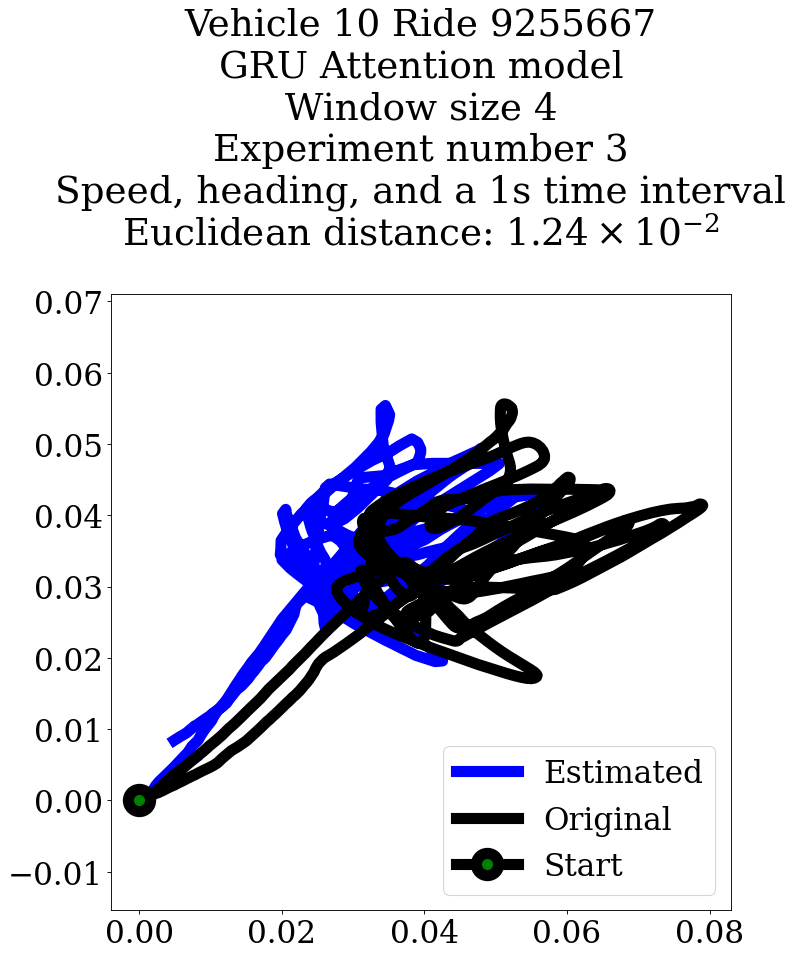 Vehicle 10 Ride 9255667
GRU Attention model
Window size 4
Experiment number 3
Speed, heading, and a 1s time interval
Euclidean distance: 1.24 × 10⁻²
0.07
0.06
0.05
0.04
0.03
0.02
0.01
0.00
−0.01
Estimated
Original
Start
0.00 0.02 0.04 0.06 0.08